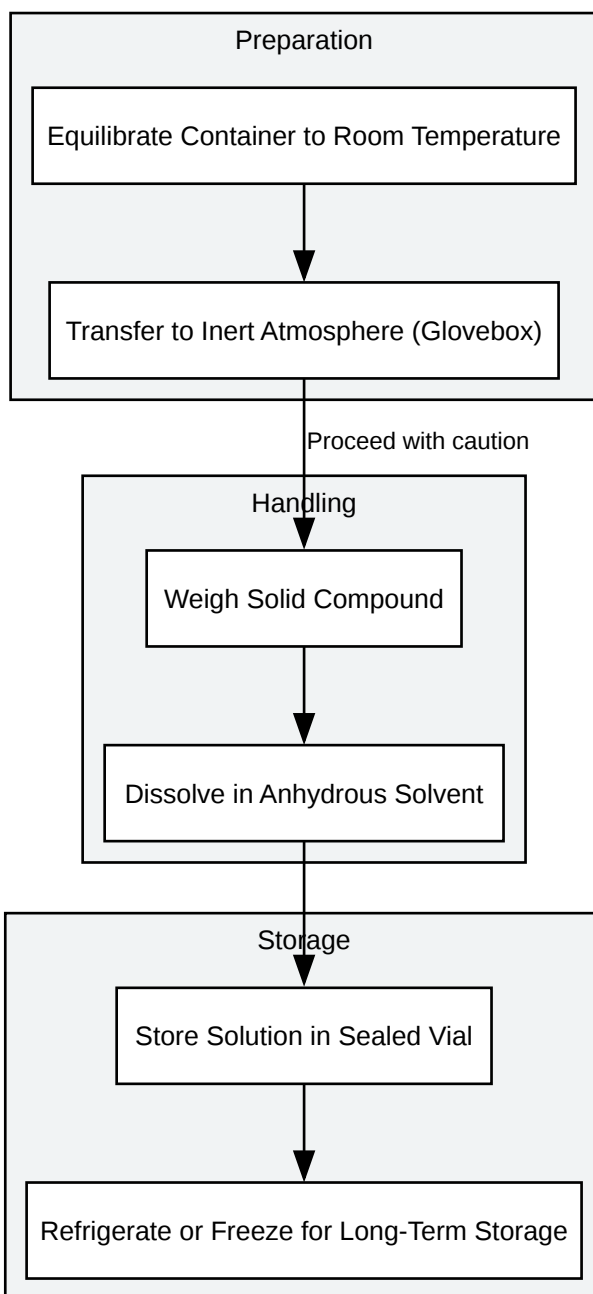 Preparation
Equilibrate Container to Room Temperature
Transfer to Inert Atmosphere (Glovebox)
Proceed with caution
Handling
Weigh Solid Compound
Dissolve in Anhydrous Solvent
Storage
Store Solution in Sealed Vial
Refrigerate or Freeze for Long-Term Storage